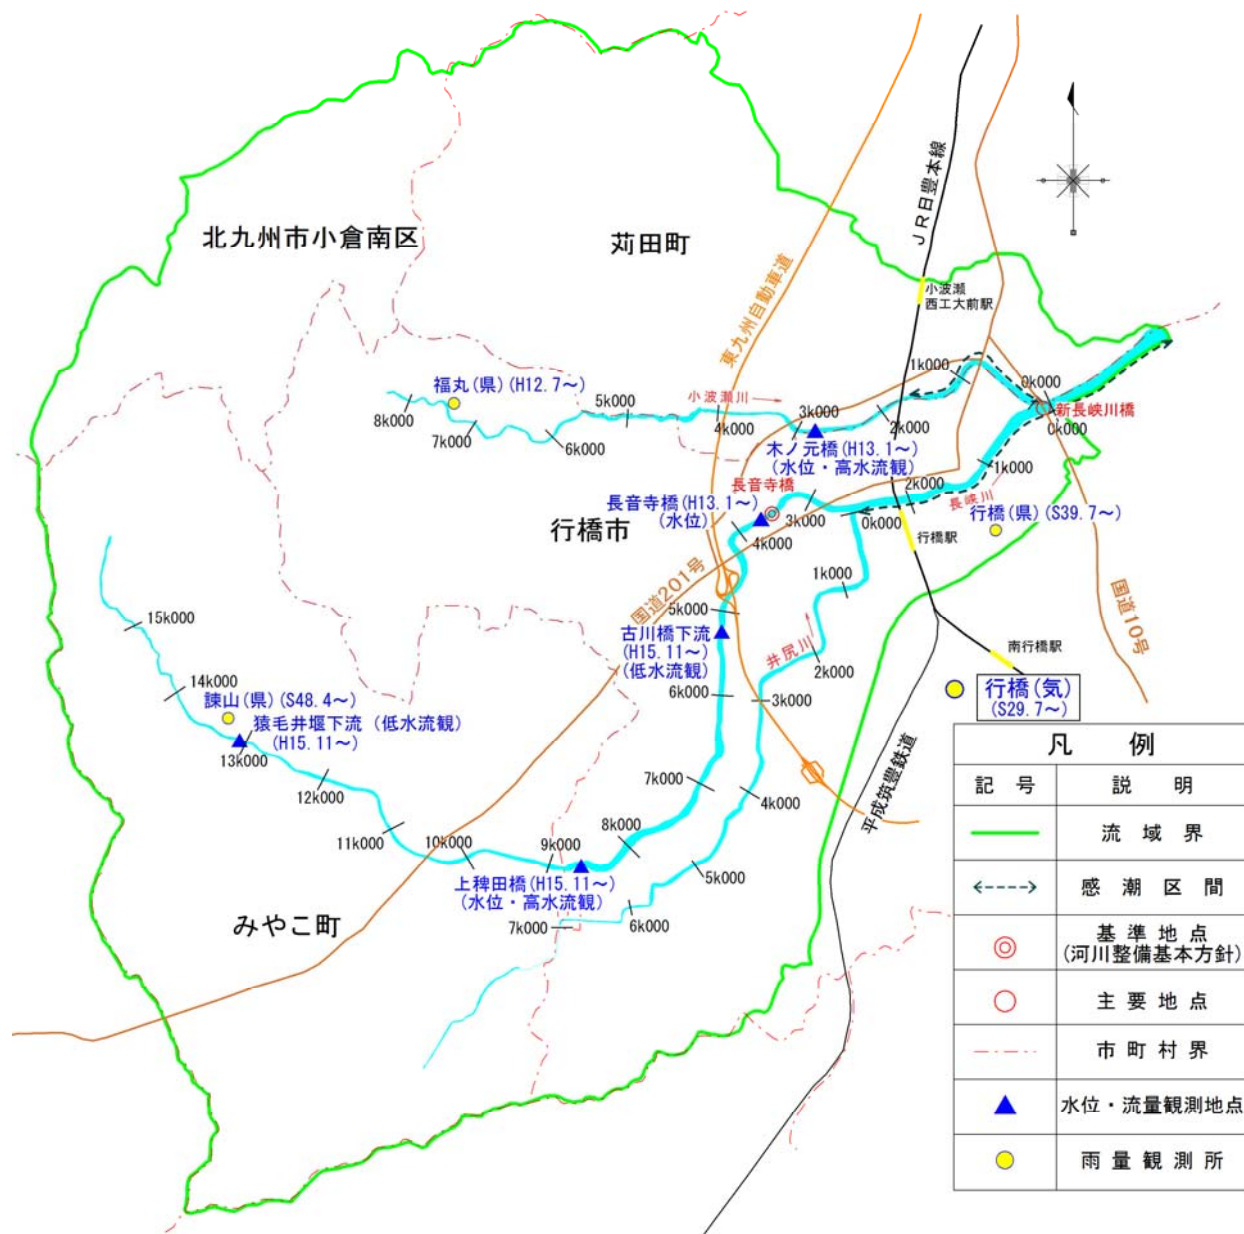 北九州市小倉南区
苅田町
東九州自動車道
JR日豊本線
小波瀬
西工大前駅
福丸(県)(H12.7～)
8k000
7k000
6k000
5k000
小波瀬川
4k000
3k000
2k000
1k000
0k000
木ノ元橋(H13.1～)
(水位・高水流観)
新長峡川橋
0k000
1k000
2k000
長峡川
行橋(県)(S39.7～)
長音寺橋
長音寺橋(H13.1～)
(水位)
3k000
4k000
0k000
行橋駅
行橋市
国道201号
国道10号
5k000
古川橋下流
(H15.11～)
(低水流観)
6k000
7k000
8k000
9k000
10k000
11k000
12k000
13k000
14k000
15k000
諫山(県)(S48.4～)
猿毛井堰下流 (低水流観)
(H15.11～)
上稗田橋(H15.11～)
(水位・高水流観)
みやこ町
井尻川
1k000
2k000
3k000
4k000
5k000
6k000
7k000
南行橋駅
行橋(気)
(S29.7～)
平成筑豊鉄道
凡 例
記 号 説 明
流 域 界
感 潮 区 間
基 準 地 点
(河川整備基本方針)
主 要 地 点
市 町 村 界
水位・流量観測地点
雨 量 観 測 所